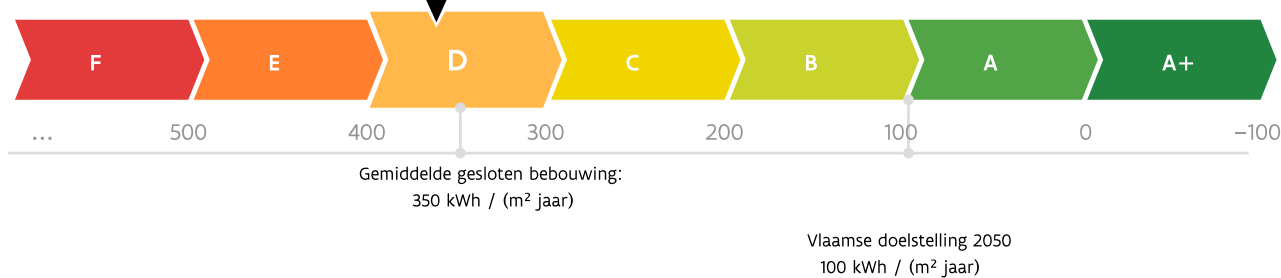 F E D C B A A+
... 500 400 300 200 100 0 −100
Gemiddelde gesloten bebouwing:
350 kWh / (m² jaar)
Vlaamse doelstelling 2050
100 kWh / (m² jaar)